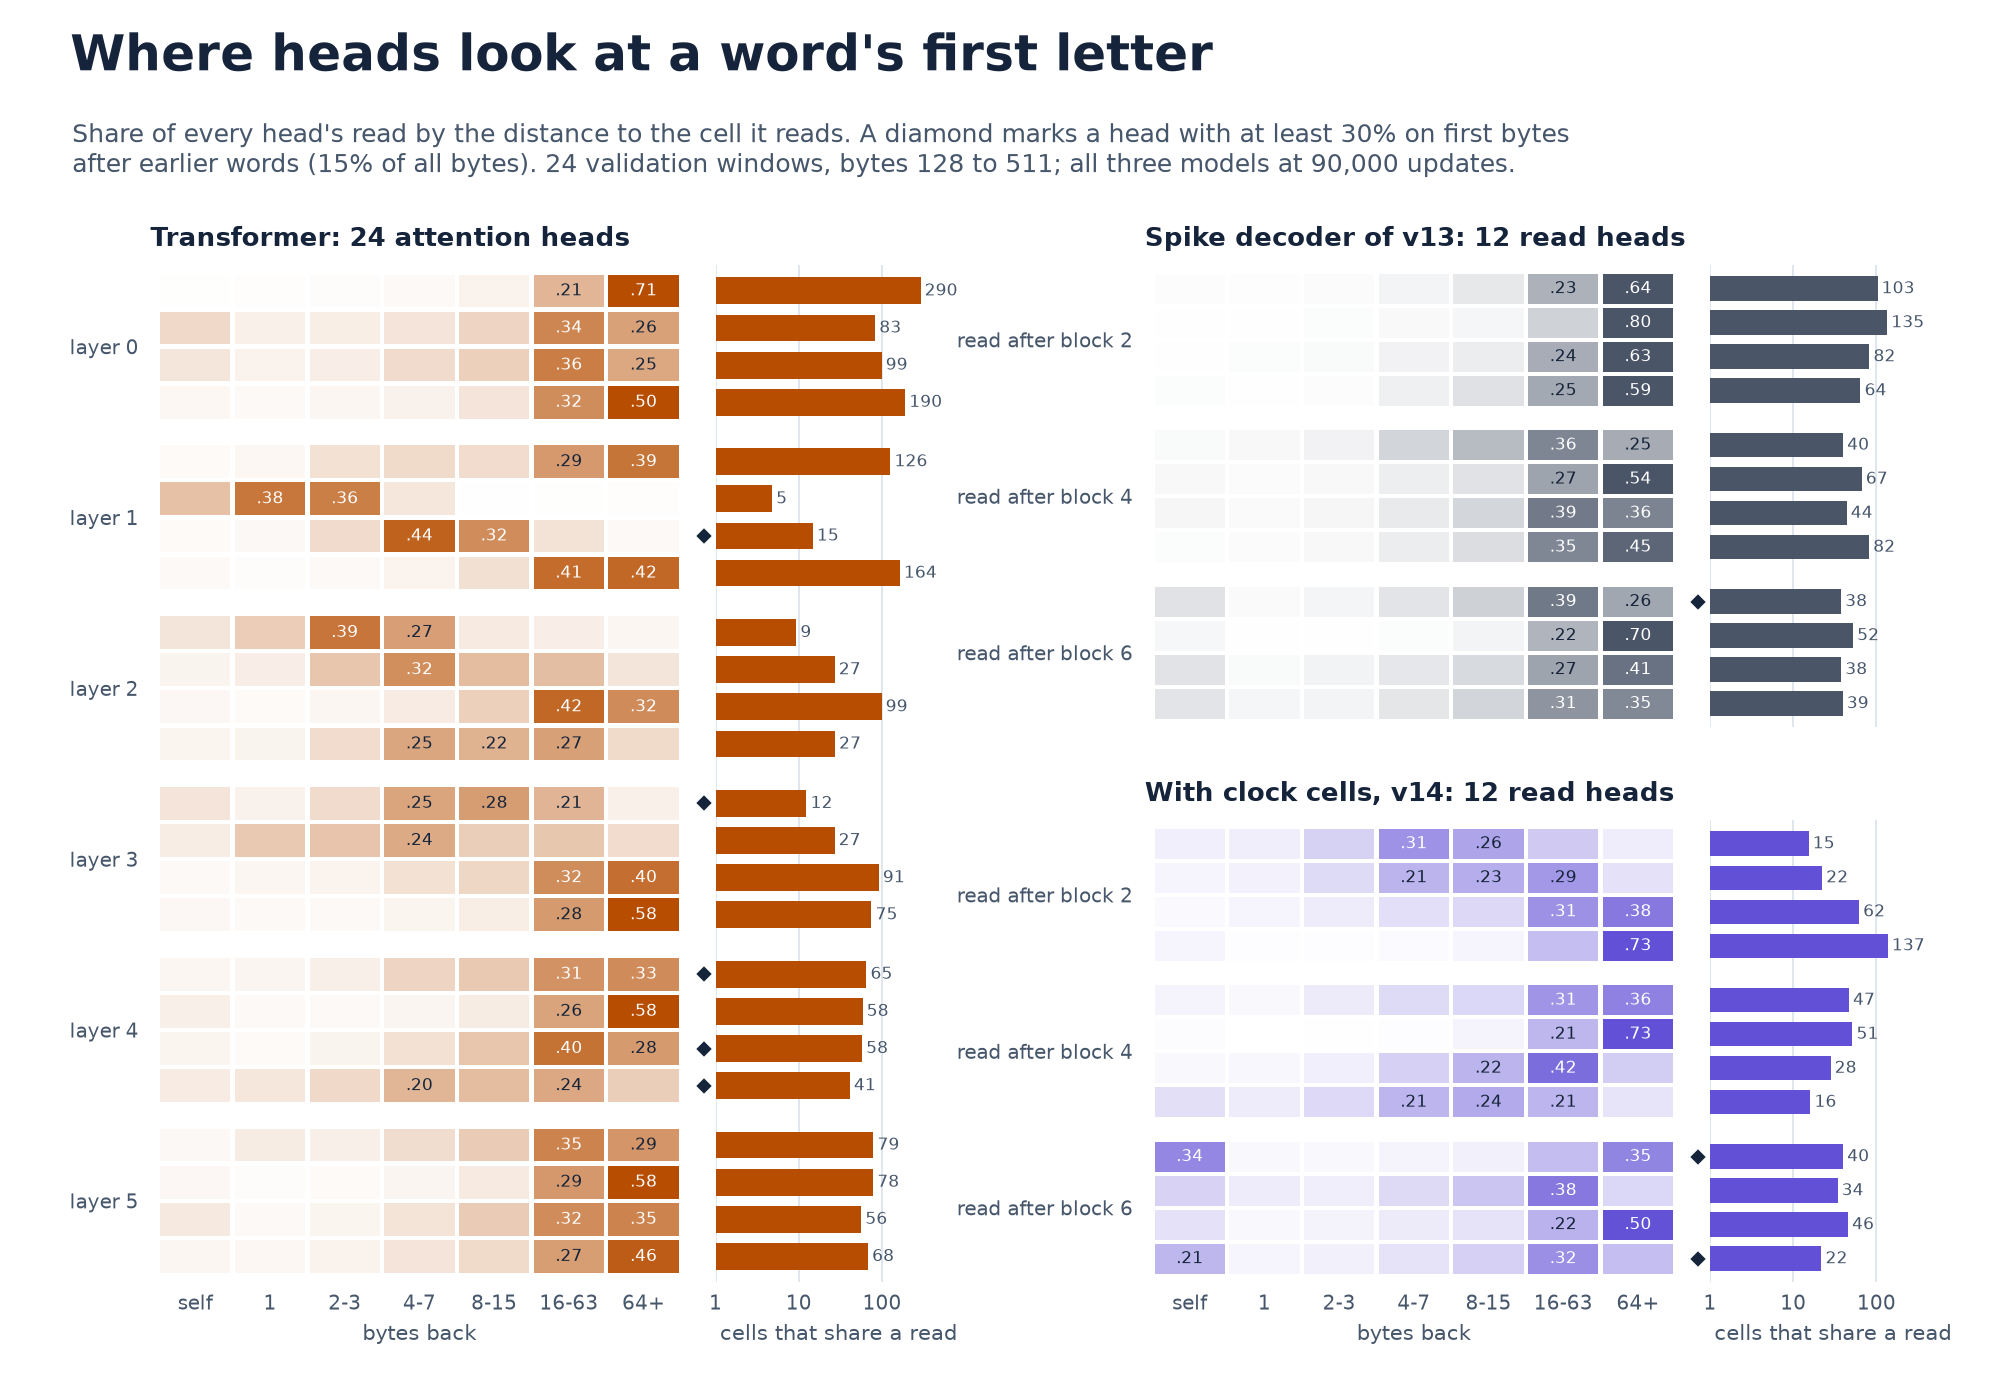 Where heads look at a word's first letter
Share of every head's read by the distance to the cell it reads. A diamond marks a head with at least 30% on first bytes
after earlier words (15% of all bytes). 24 validation windows, bytes 128 to 511; all three models at 90,000 updates.
Transformer: 24 attention heads
layer 0
.21 .71 290
.34 .26 83
.36 .25 99
.32 .50 190
layer 1
.29 .39 126
.38 .36 5
.44 .32 15
.41 .42 164
layer 2
.39 .27 9
.32 27
.42 .32 99
.25 .22 .27 27
layer 3
.25 .28 .21 12
.24 27
.32 .40 91
.28 .58 75
layer 4
.31 .33 65
.26 .58 58
.40 .28 58
.20 .24 41
layer 5
.35 .29 79
.29 .58 78
.32 .35 56
.27 .46 68
self 1 2-3 4-7 8-15 16-63 64+
bytes back
1 10 100
cells that share a read
Spike decoder of v13: 12 read heads
read after block 2
.23 .64 103
.80 135
.24 .63 82
.25 .59 64
read after block 4
.36 .25 40
.27 .54 67
.39 .36 44
.35 .45 82
read after block 6
.39 .26 38
.22 .70 52
.27 .41 38
.31 .35 39
With clock cells, v14: 12 read heads
read after block 2
.31 .26 15
.21 .23 .29 22
.31 .38 62
.73 137
read after block 4
.31 .36 47
.21 .73 51
.22 .42 28
.21 .24 .21 16
read after block 6
.34 .35 40
.38 34
.22 .50 46
.21 .32 22
self 1 2-3 4-7 8-15 16-63 64+
bytes back
1 10 100
cells that share a read